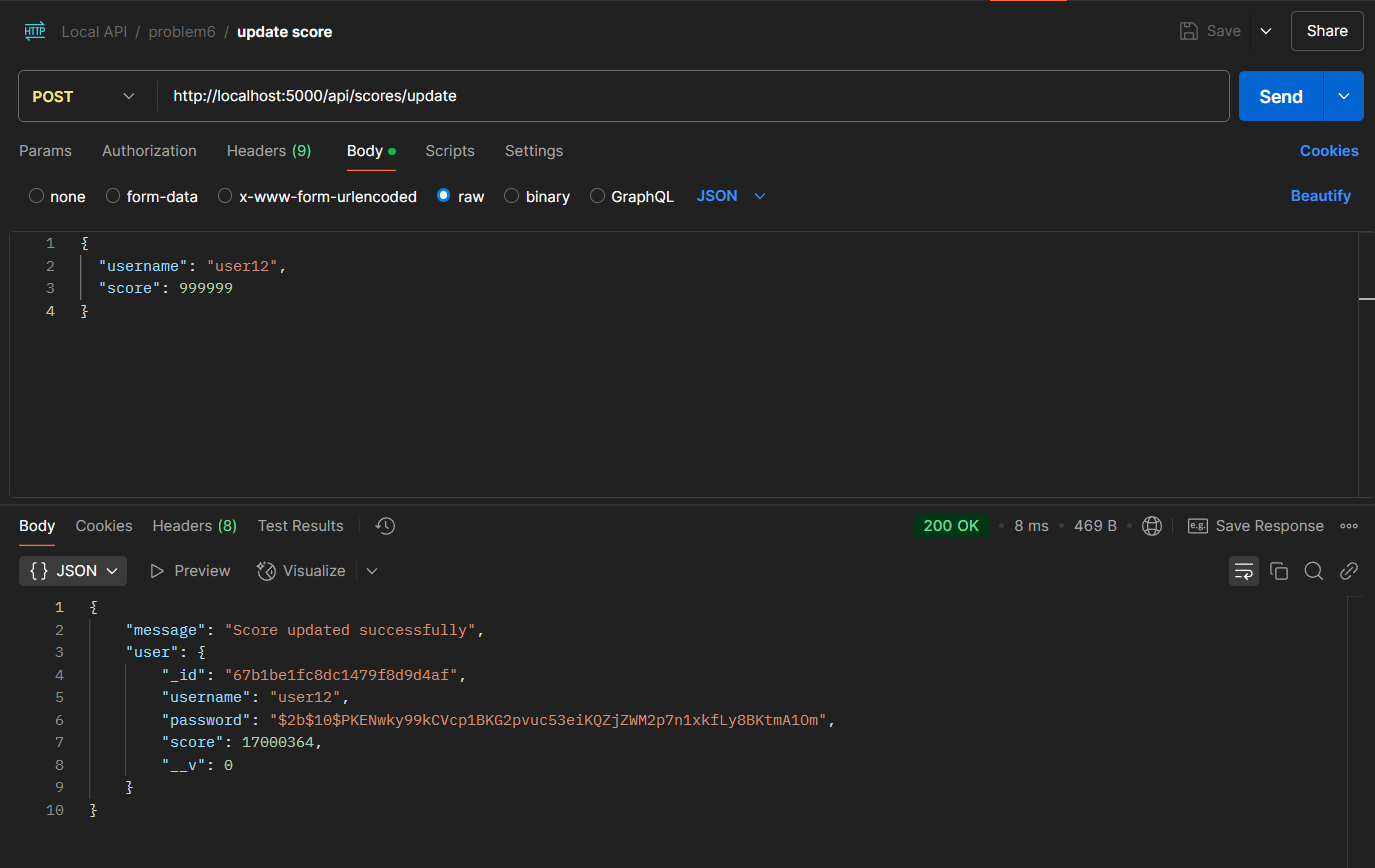 HTTP Local API / problem6 / update score Save Share
POST http://localhost:5000/api/scores/update Send
Params Authorization Headers (9) Body Scripts Settings Cookies
none form-data x-www-form-urlencoded raw binary GraphQL JSON Beautify
1 {
2 "username": "user12",
3 "score": 999999
4 }
Body Cookies Headers (8) Test Results 200 OK • 8 ms • 469 B • e.g. Save Response
{} JSON Preview Visualize
1 {
2 "message": "Score updated successfully",
3 "user": {
4 "_id": "67b1be1fc8dc1479f8d9d4af",
5 "username": "user12",
6 "password": "$2b$10$PKENwky99kCVcp1BKG2pvuc53eiKQZjZWM2p7n1xkfLy8BKtmA1Om",
7 "score": 17000364,
8 "__v": 0
9 }
10 }